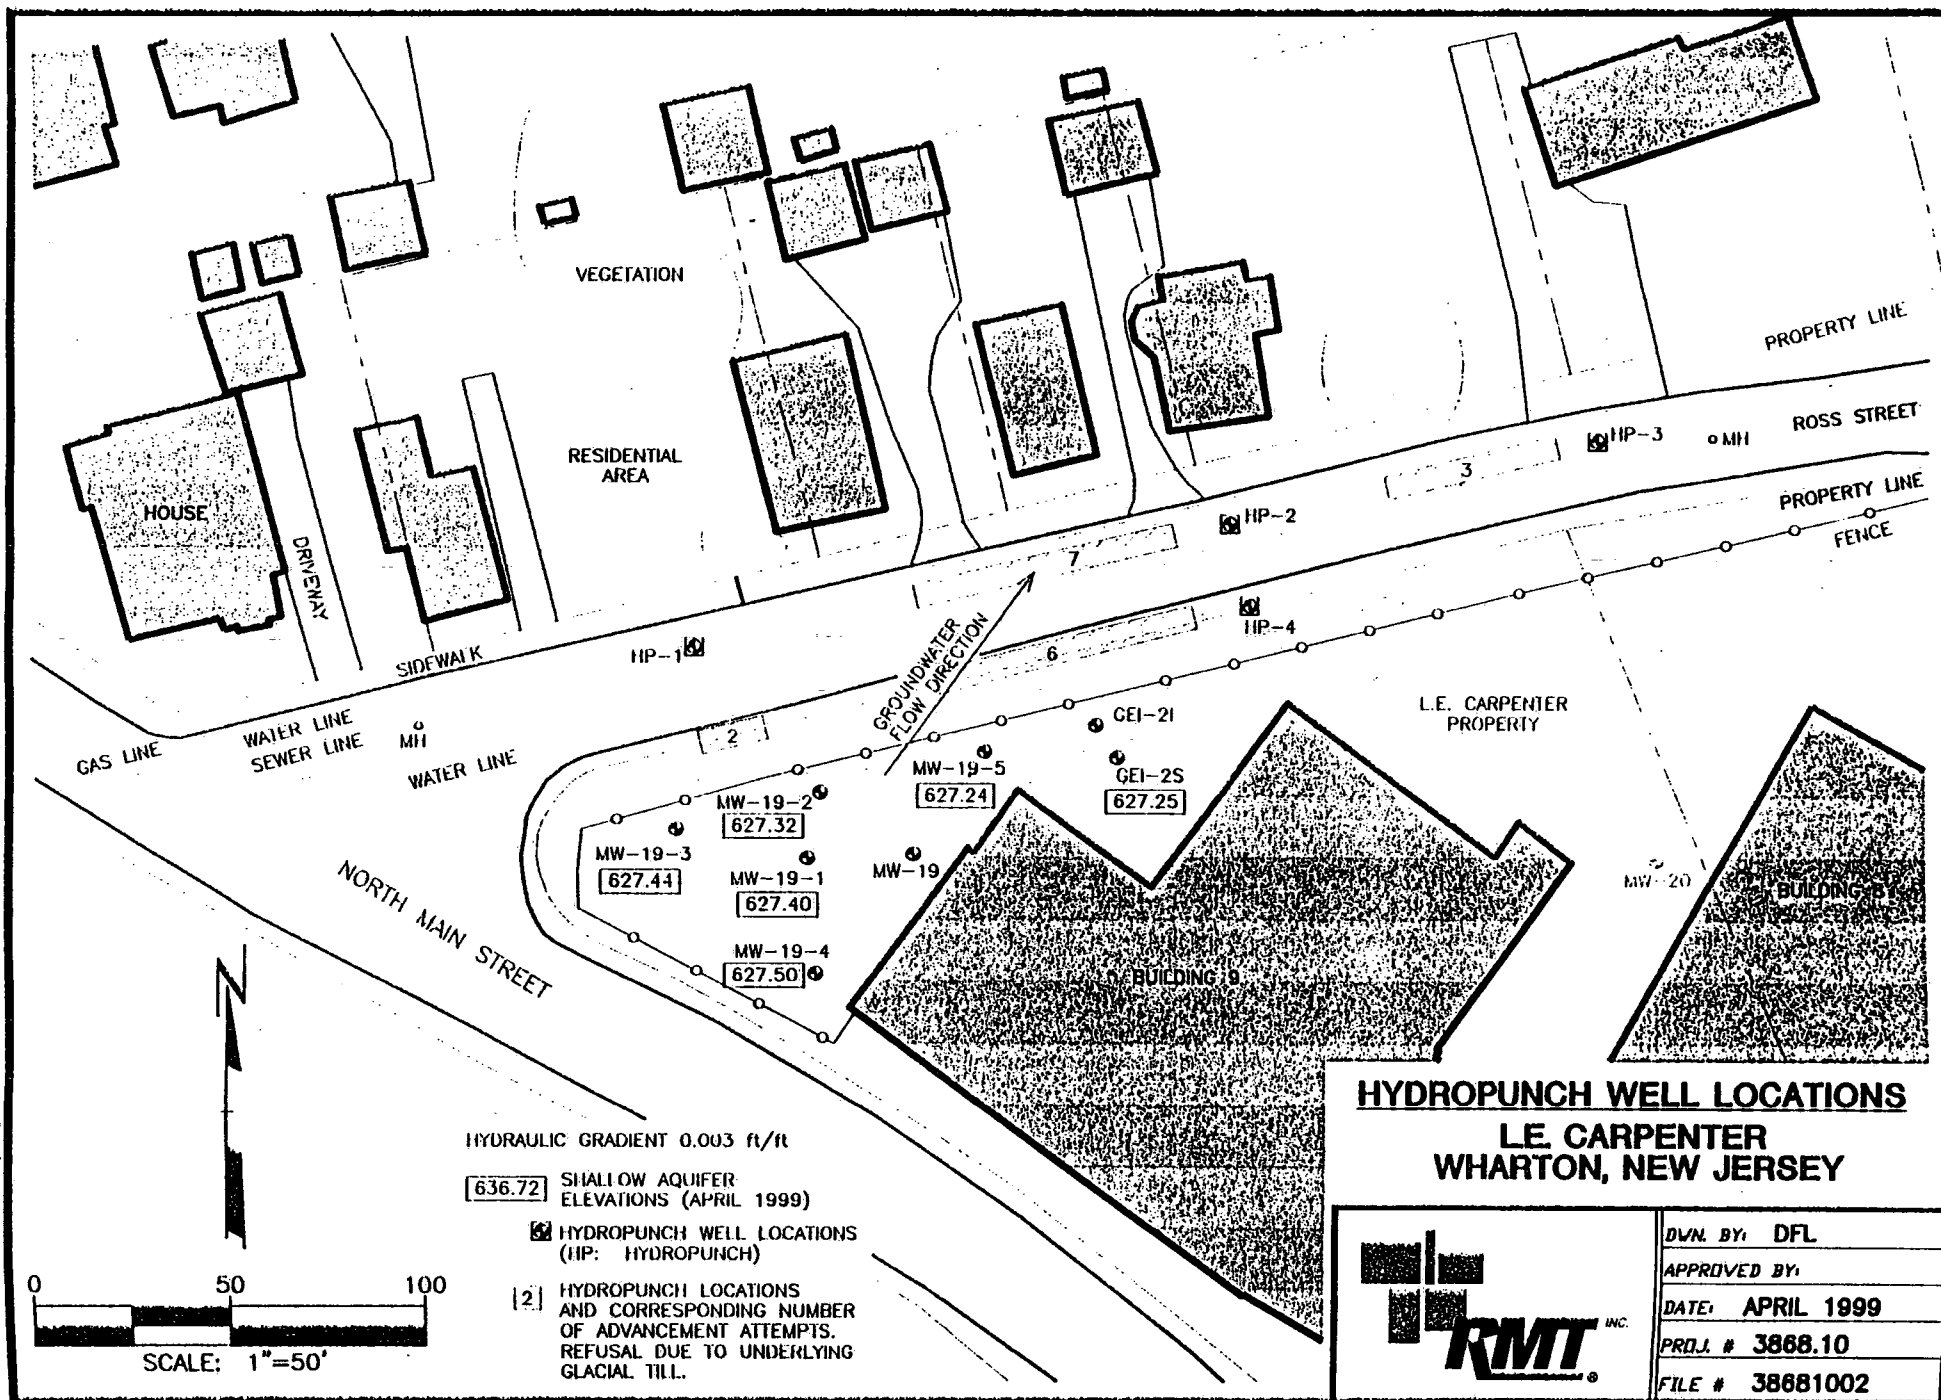 VEGETATION
PROPERTY LINE
RESIDENTIAL
AREA
HP-3
MH
ROSS STREET
3
HOUSE
PROPERTY LINE
FENCE
HP-2
7
DRIVEWAY
HP-4
6
SIDEWALK
HP-1
GROUNDWATER
FLOW DIRECTION
L.E. CARPENTER
PROPERTY
GAS LINE
WATER LINE
SEWER LINE
MH
WATER LINE
2
GEI-2I
MW-19-5
627.24
GEI-2S
627.25
MW-19-2
627.32
MW-19-3
627.44
MW-19-1
627.40
MW-19
MW-20
BUILDING 8
NORTH MAIN STREET
MW-19-4
627.50
BUILDING 9
N
HYDRAULIC GRADIENT 0.003 ft/ft
636.72 SHALLOW AQUIFER
ELEVATIONS (APRIL 1999)
HYDROPUNCH WELL LOCATIONS
(HP: HYDROPUNCH)
2 HYDROPUNCH LOCATIONS
AND CORRESPONDING NUMBER
OF ADVANCEMENT ATTEMPTS.
REFUSAL DUE TO UNDERLYING
GLACIAL TILL.
0 50 100
SCALE: 1"=50'
HYDROPUNCH WELL LOCATIONS
L.E. CARPENTER
WHARTON, NEW JERSEY
RMT INC. ®
DWN. BY: DFL
APPROVED BY:
DATE: APRIL 1999
PROJ. # 3868.10
FILE # 38681002